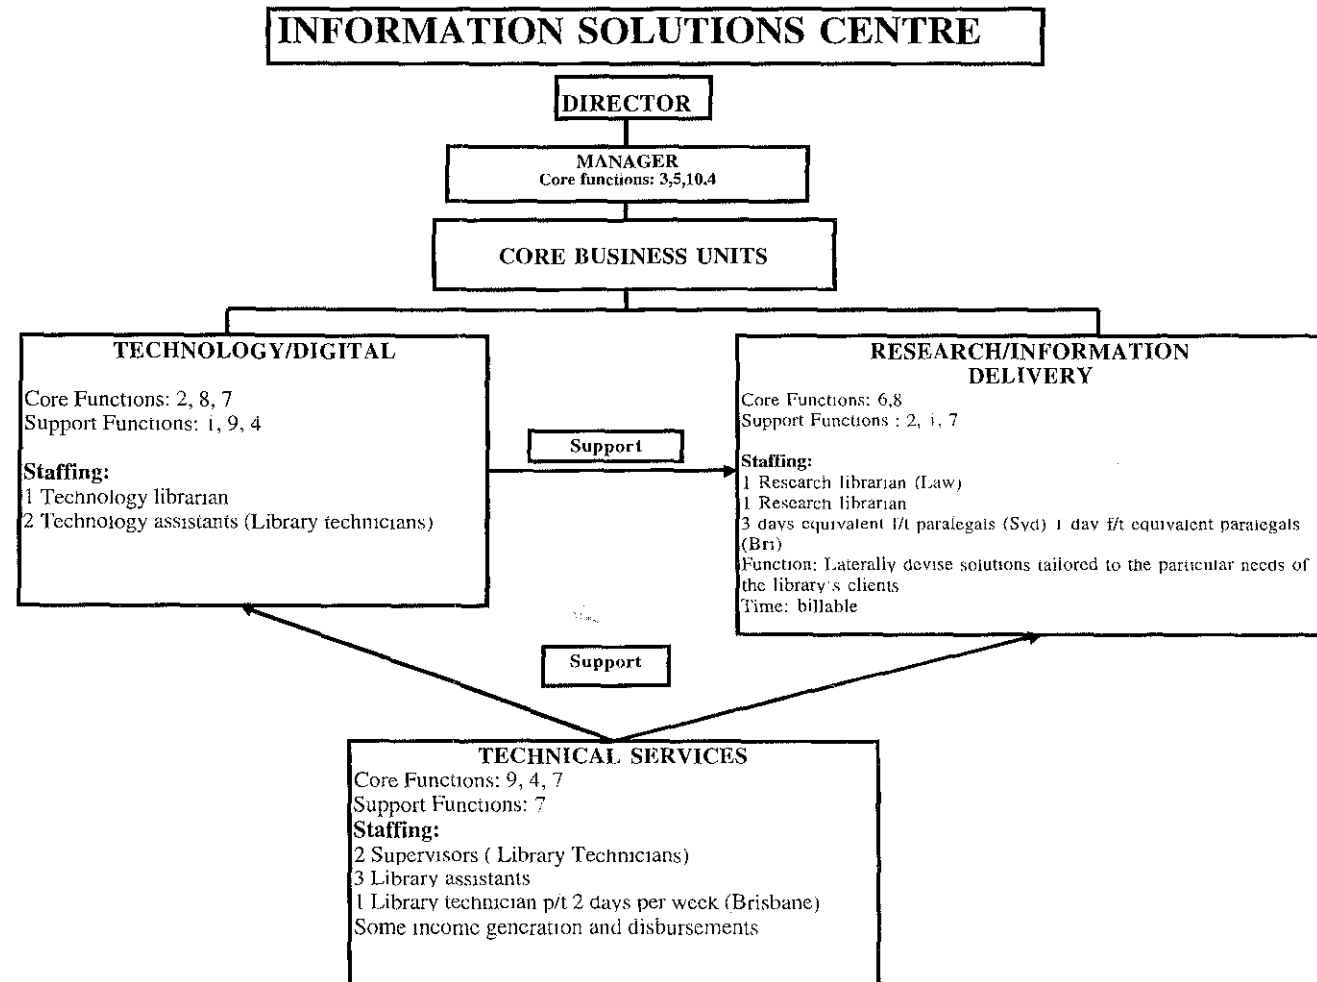 INFORMATION SOLUTIONS CENTRE
DIRECTOR
MANAGER
Core functions: 3,5,10,4
CORE BUSINESS UNITS
TECHNOLOGY/DIGITAL
Core Functions: 2, 8, 7
Support Functions: 1, 9, 4
Staffing:
1 Technology librarian
2 Technology assistants (Library technicians)
Support
RESEARCH/INFORMATION
DELIVERY
Core Functions: 6,8
Support Functions : 2, 1, 7
Staffing:
1 Research librarian (Law)
1 Research librarian
3 days equivalent f/t paralegals (Syd) 1 day f/t equivalent paralegals
(Bri)
Function: Laterally devise solutions tailored to the particular needs of
the library's clients
Time: billable
Support
TECHNICAL SERVICES
Core Functions: 9, 4, 7
Support Functions: 7
Staffing:
2 Supervisors ( Library Technicians)
3 Library assistants
1 Library technician p/t 2 days per week (Brisbane)
Some income generation and disbursements